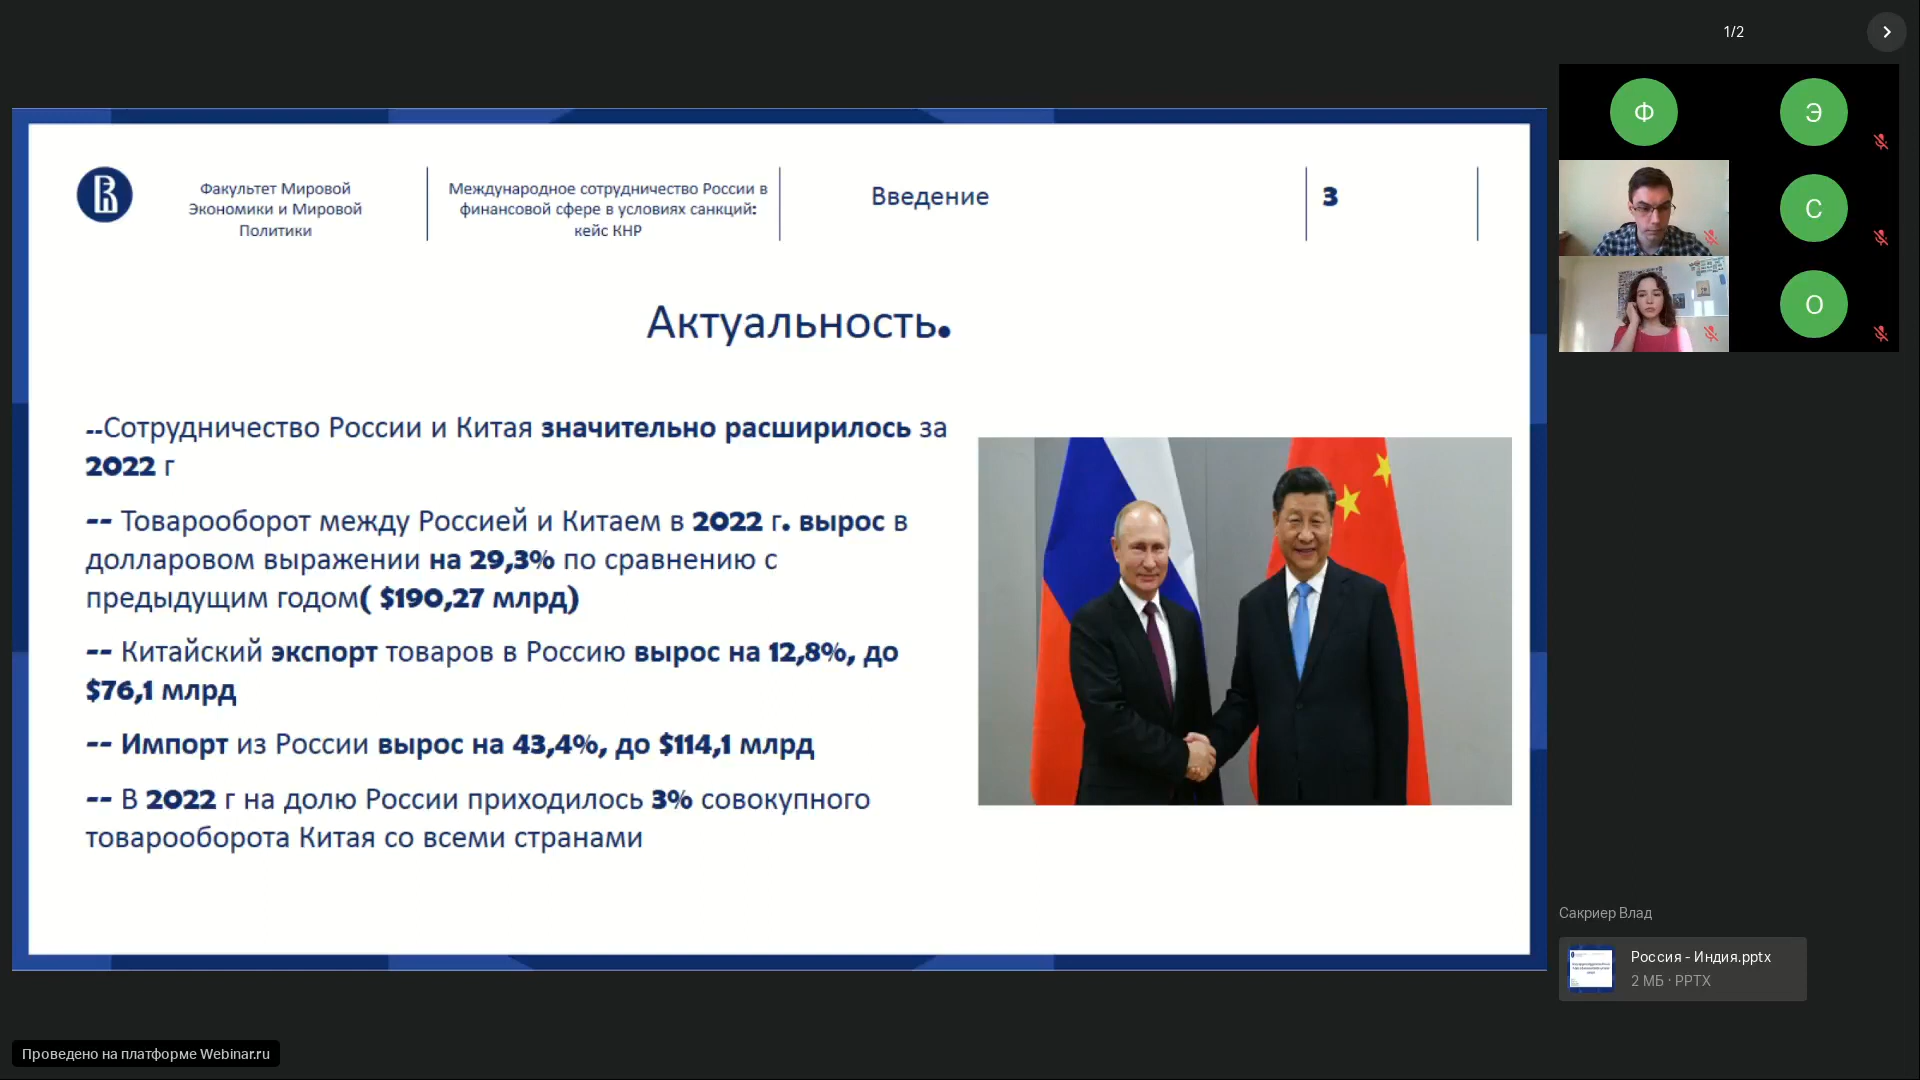 1/2
Ф
Э
С
О
Факультет Мировой
Экономики и Мировой
Политики
Международное сотрудничество России в
финансовой сфере в условиях санкций:
кейс КНР
Введение
3
Актуальность.
--Сотрудничество России и Китая значительно расширилось за
2022 г
-- Товарооборот между Россией и Китаем в 2022 г. вырос в
долларовом выражении на 29,3% по сравнению с
предыдущим годом( $190,27 млрд)
-- Китайский экспорт товаров в Россию вырос на 12,8%, до
$76,1 млрд
-- Импорт из России вырос на 43,4%, до $114,1 млрд
-- В 2022 г на долю России приходилось 3% совокупного
товарооборота Китая со всеми странами
Сакриер Влад
Россия - Индия.pptx
2 МБ · PPTX
Проведено на платформе Webinar.ru